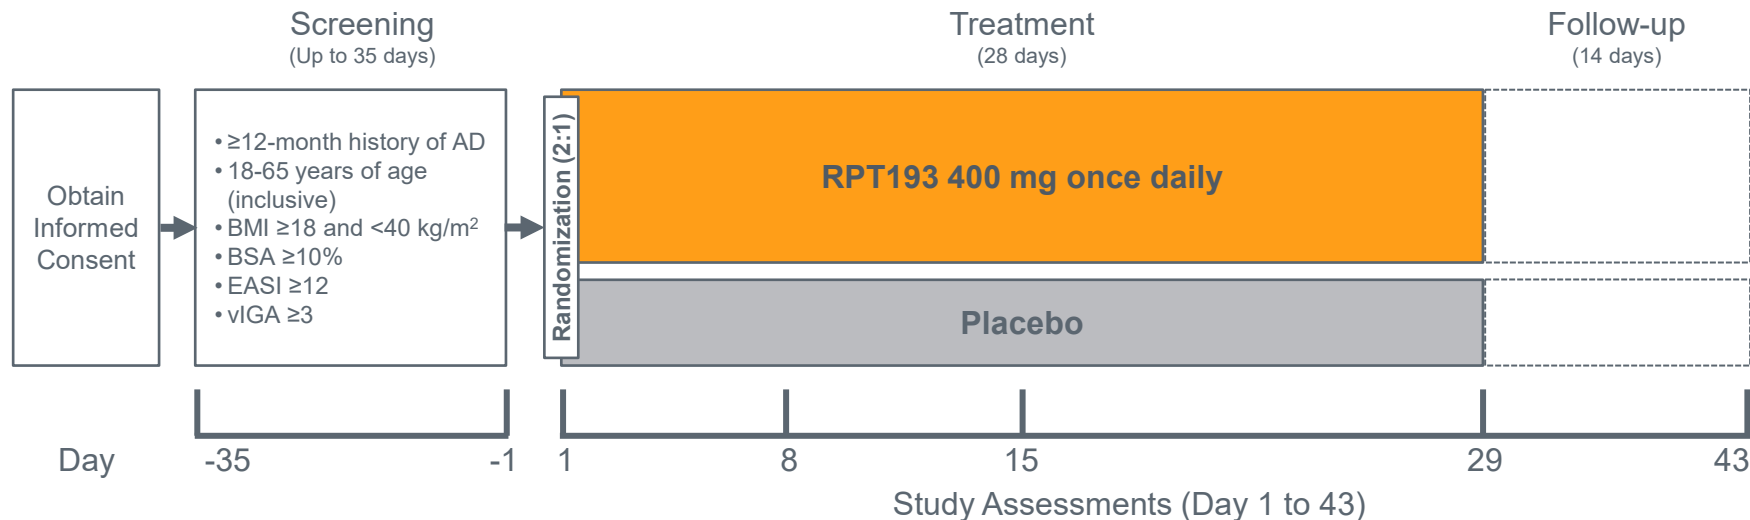 Screening
(Up to 35 days)
Treatment
(28 days)
Follow-up
(14 days)
Obtain
Informed
Consent
• ≥12-month history of AD
• 18-65 years of age
(inclusive)
• BMI ≥18 and <40 kg/m²
• BSA ≥10%
• EASI ≥12
• vIGA ≥3
Randomization (2:1)
RPT193 400 mg once daily
Placebo
Day -35 -1 1 8 15 29 43
Study Assessments (Day 1 to 43)